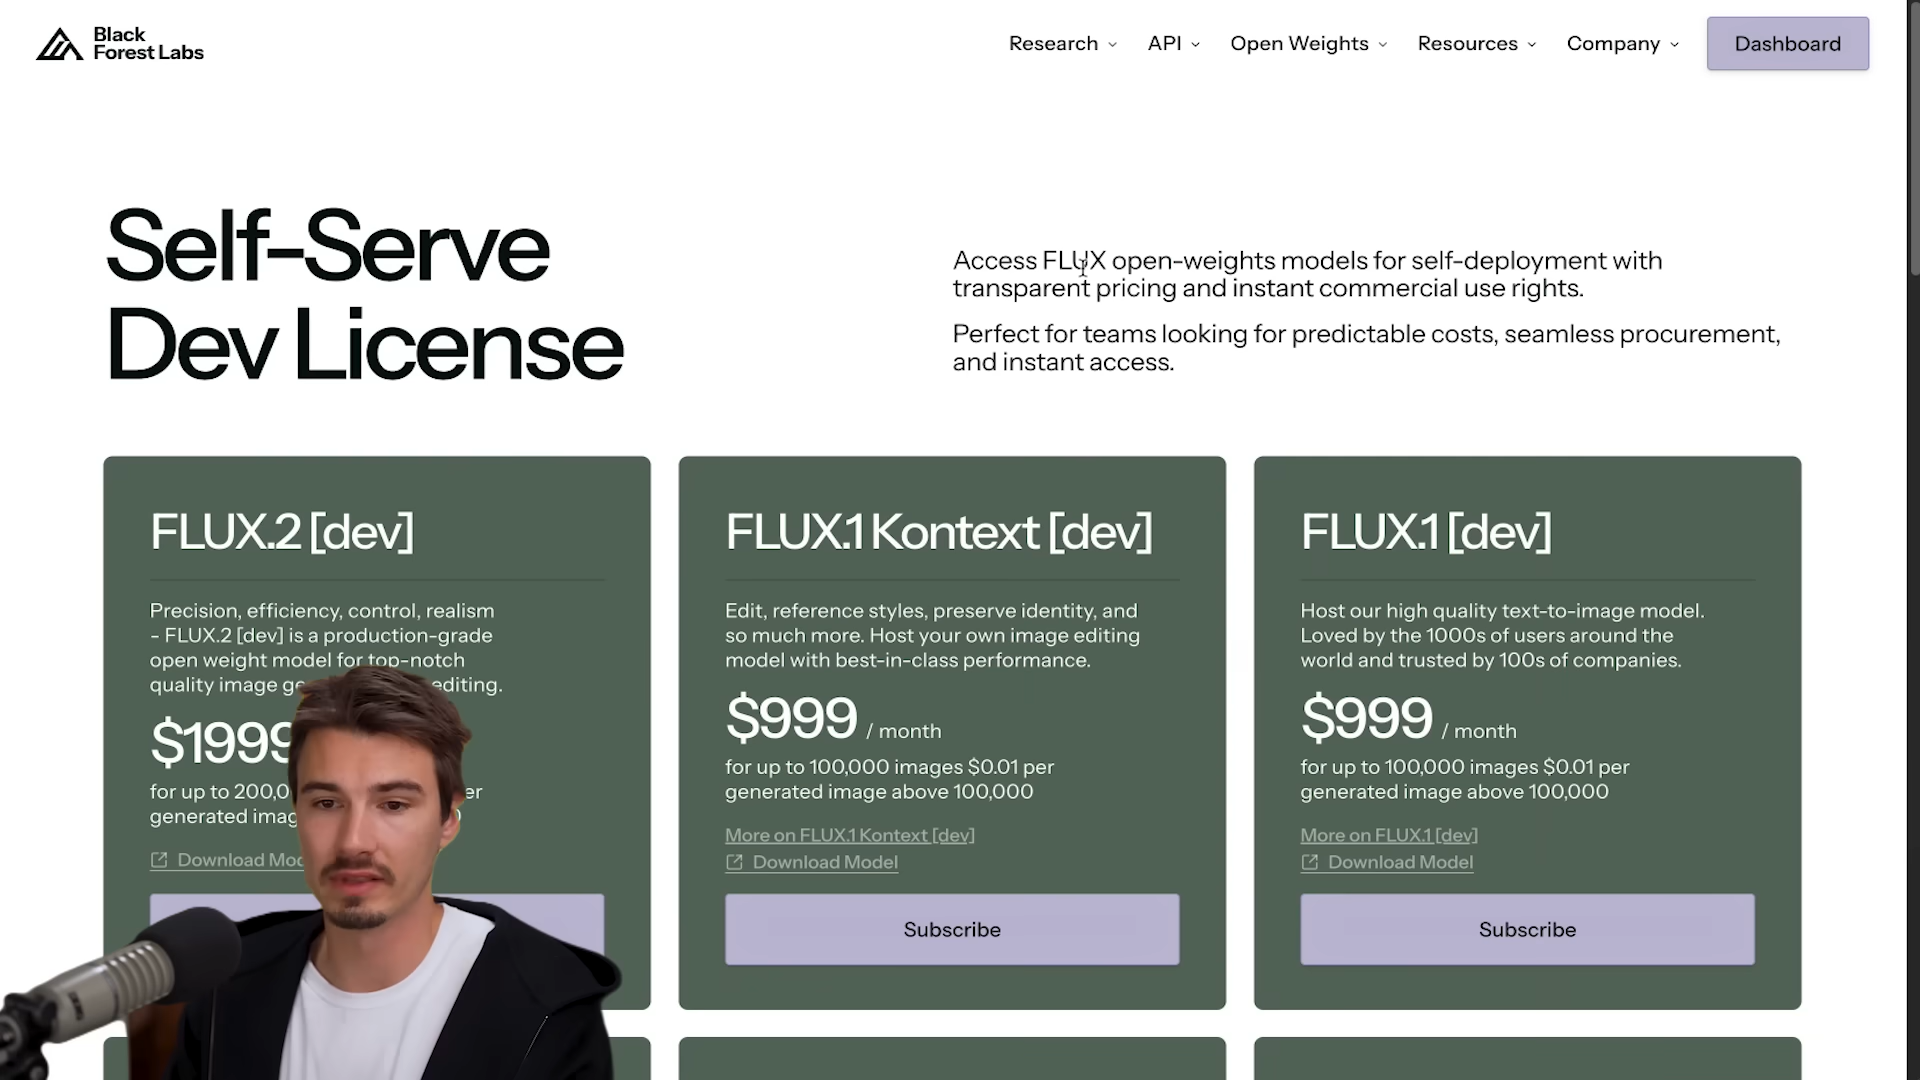 Black
Forest Labs
Research
API
Open Weights
Resources
Company
Dashboard
Self-Serve
Dev License
Access FLUX open-weights models for self-deployment with
transparent pricing and instant commercial use rights.
Perfect for teams looking for predictable costs, seamless procurement,
and instant access.
FLUX.2 [dev]
Precision, efficiency, control, realism
- FLUX.2 [dev] is a production-grade
open weight model for top-notch
quality image editing.
$1999
for up to
generated
Download
FLUX.1 Kontext [dev]
Edit, reference styles, preserve identity, and
so much more. Host your own image editing
model with best-in-class performance.
$999 / month
for up to 100,000 images $0.01 per
generated image above 100,000
More on FLUX.1 Kontext [dev]
Download Model
Subscribe
FLUX.1 [dev]
Host our high quality text-to-image model.
Loved by the 1000s of users around the
world and trusted by 100s of companies.
$999 / month
for up to 100,000 images $0.01 per
generated image above 100,000
More on FLUX.1 [dev]
Download Model
Subscribe